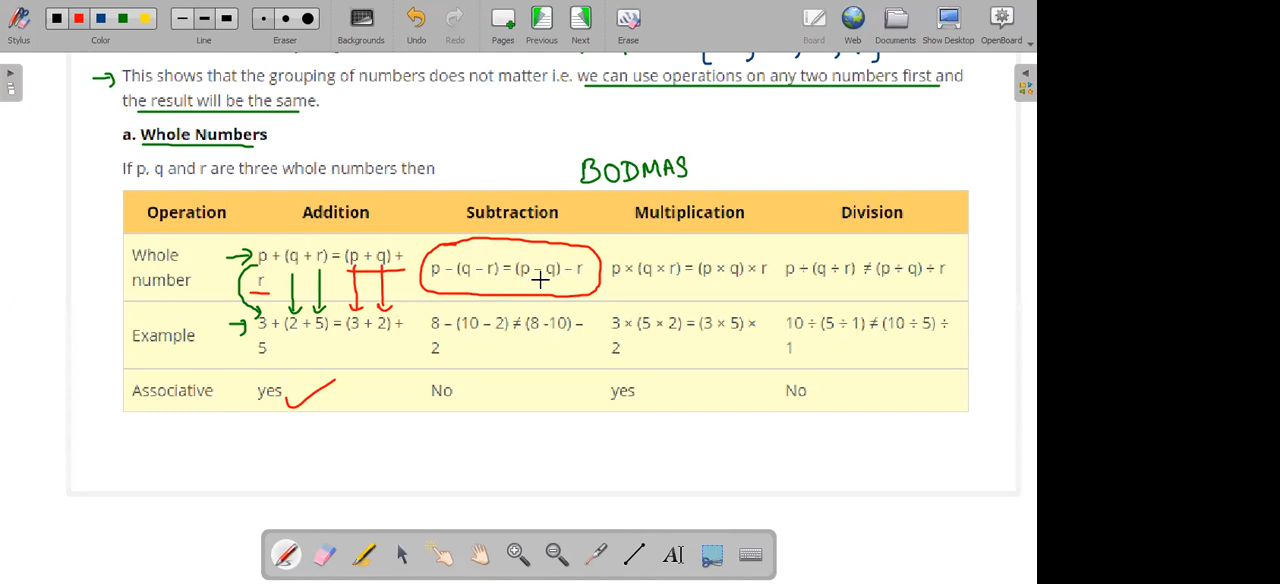 Stylus Color Line Eraser Backgrounds Undo Redo Pages Previous Next Erase Board Web Documents Show Desktop OpenBoard
This shows that the grouping of numbers does not matter i.e. we can use operations on any two numbers first and
the result will be the same.
a. Whole Numbers
If p, q and r are three whole numbers then
BODMAS
Operation Addition Subtraction Multiplication Division
Whole number p + (q + r) = (p + q) + r p – (q – r) = (p – q) – r p × (q × r) = (p × q) × r p ÷ (q ÷ r) ≠ (p ÷ q) ÷ r
Example 3 + (2 + 5) = (3 + 2) + 5 8 – (10 – 2) ≠ (8 -10) – 2 3 × (5 × 2) = (3 × 5) × 2 10 ÷ (5 ÷ 1) ≠ (10 ÷ 5) ÷ 1
Associative yes No yes No